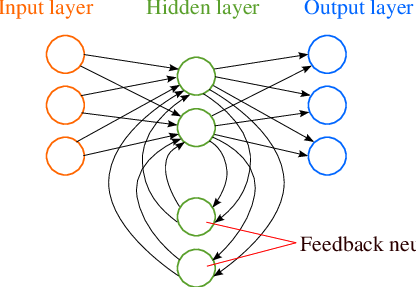 Input layer
Hidden layer
Output layer
Feedback neu